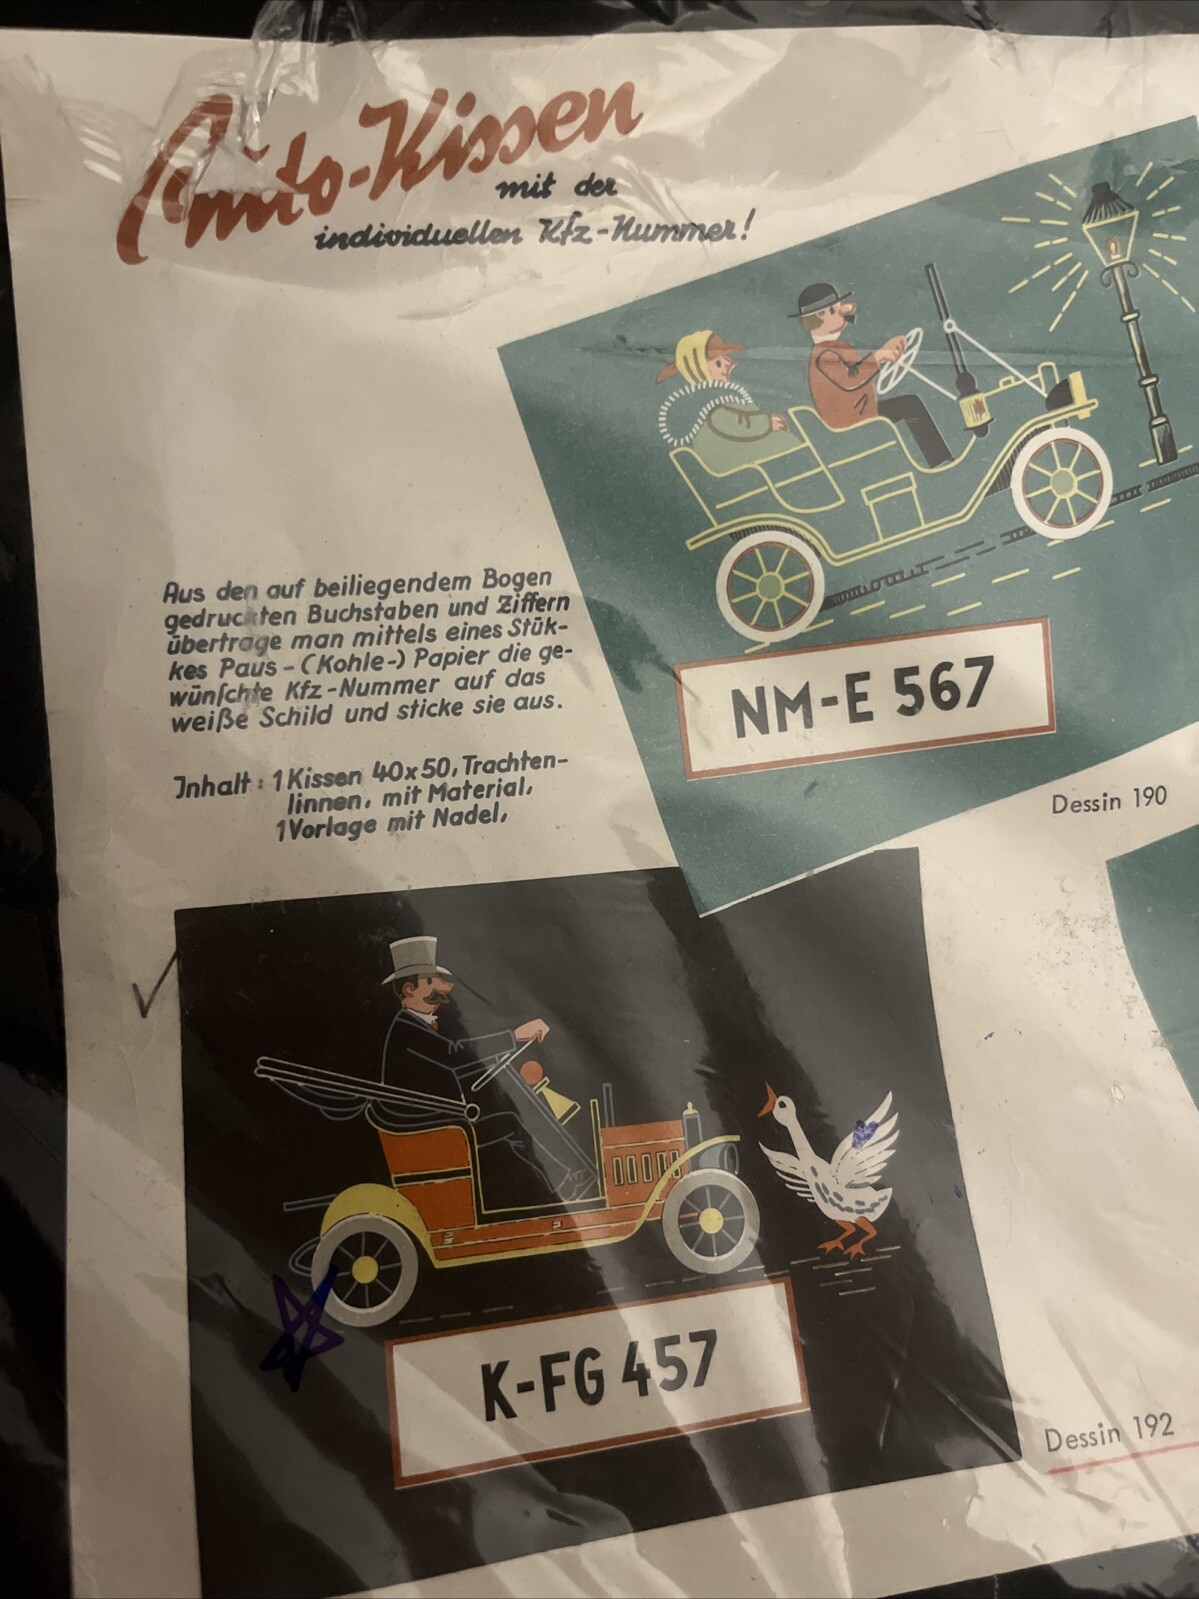 Auto-Kissen
mit der
individuellen Kfz-Nummer!
Aus den auf beiliegendem Bogen
gedruckten Buchstaben und Ziffern
übertrage man mittels eines Stük-
kes Paus-(Kohle-) Papier die ge-
wünſchte Kfz-Nummer auf das
weiße Schild und sticke sie aus.
Inhalt: 1 Kissen 40x50, Trachten-
linnen, mit Material,
1 Vorlage mit Nadel,
NM-E 567
Dessin 190
K-FG 457
Dessin 192